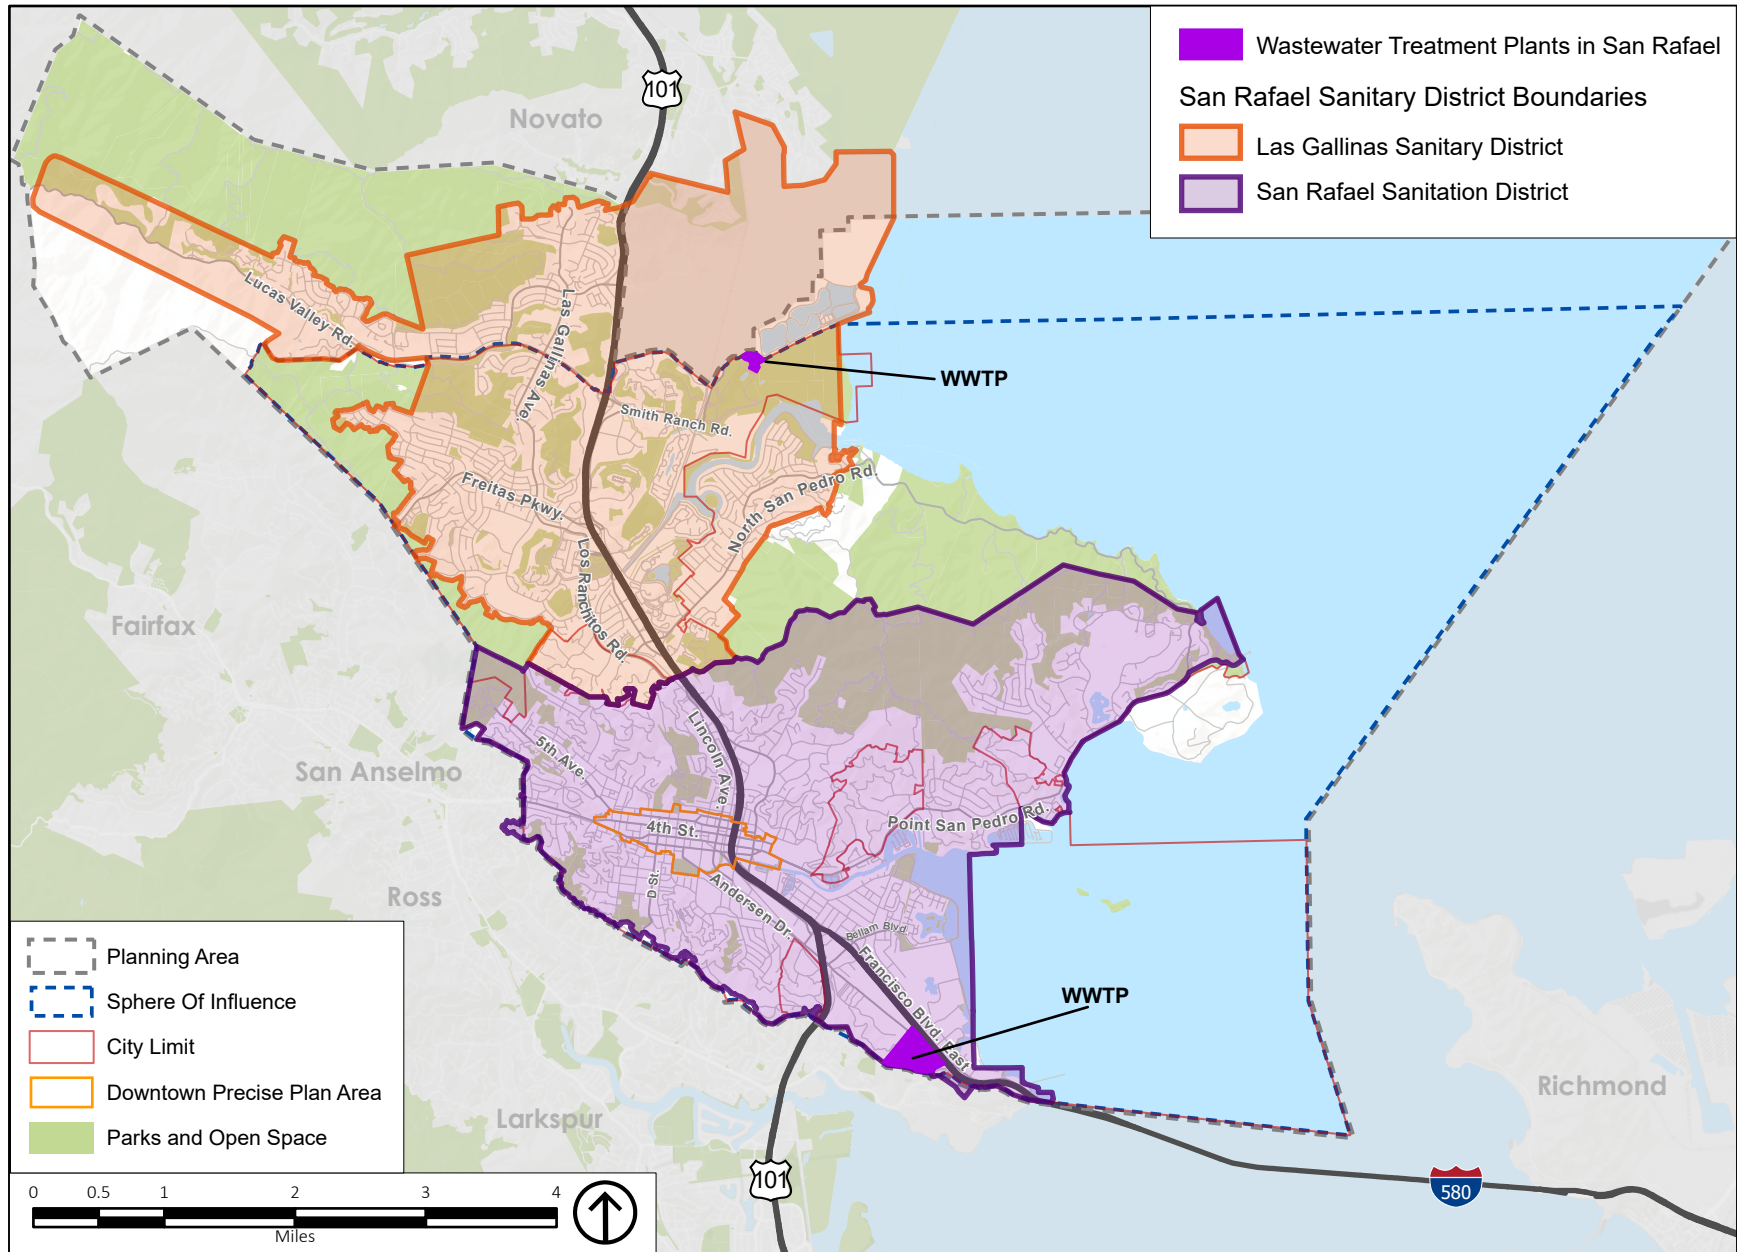 Wastewater Treatment Plants in San Rafael
San Rafael Sanitary District Boundaries
Las Gallinas Sanitary District
San Rafael Sanitation District
101
Novato
Lucas Valley Rd.
Las Gallinas Ave.
WWTP
Smith Ranch Rd.
Freitas Pkwy.
North San Pedro Rd.
Los Ranchitos Rd.
Fairfax
San Anselmo
5th Ave.
Lincoln Ave.
4th St.
Point San Pedro Rd.
Ross
D St.
Andersen Dr.
Bellam Blvd.
Francisco Blvd. East
WWTP
Larkspur
Richmond
101
580
Planning Area
Sphere Of Influence
City Limit
Downtown Precise Plan Area
Parks and Open Space
0 0.5 1 2 3 4
Miles